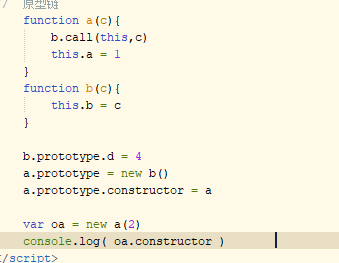 // 原型链
function a(c){
b.call(this,c)
this.a = 1
}
function b(c){
this.b = c
}
b.prototype.d = 4
a.prototype = new b()
a.prototype.constructor = a
var oa = new a(2)
console.log( oa.constructor )
</script>